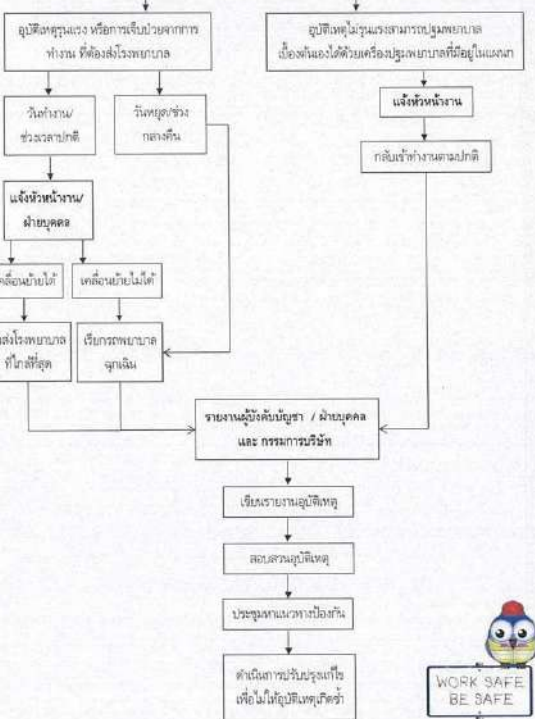 อุบัติเหตุรุนแรง หรือการเจ็บป่วยจากการ
ทำงาน ที่ต้องส่งโรงพยาบาล
อุบัติเหตุไม่รุนแรงสามารถปฐมพยาบาล
เบื้องต้นเองได้ด้วยเครื่องปฐมพยาบาลที่มีอยู่ในแผนก
วันทำงาน/
ช่วงเวลาปกติ
วันหยุด/ช่วง
กลางคืน
แจ้งหัวหน้างาน
กลับเข้าทำงานตามปกติ
แจ้งหัวหน้างาน/
ฝ่ายบุคคล
คลื่อนย้ายได้
เคลื่อนย้ายไม่ได้
ส่งโรงพยาบาล
ที่ใกล้ที่สุด
เรียกรถพยาบาล
ฉุกเฉิน
รายงานผู้บังคับบัญชา / ฝ่ายบุคคล
และ กรรมการบริษัท
เขียนรายงานอุบัติเหตุ
สอบสวนอุบัติเหตุ
ประชุมหาแนวทางป้องกัน
ดำเนินการปรับปรุงแก้ไข
เพื่อไม่ให้อุบัติเหตุเกิดซ้ำ
WORK SAFE
BE SAFE